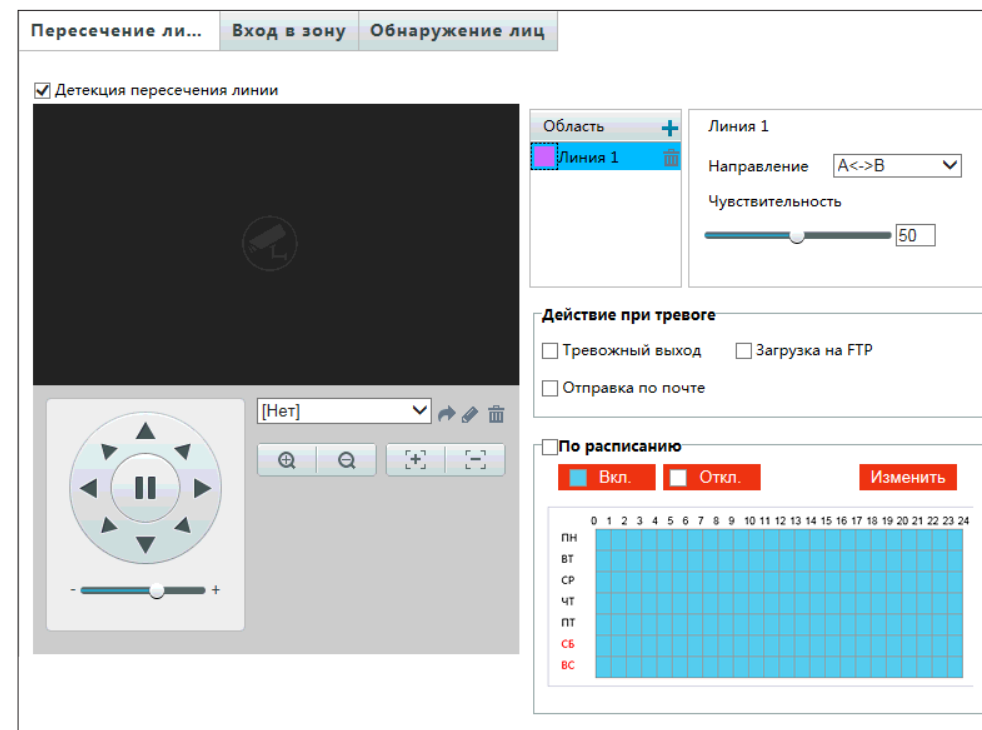 Пересечение ли... Вход в зону Обнаружение лиц
Детекция пересечения линии
Область
Линия 1
Линия 1
Направление A<->B
Чувствительность
50
Действие при тревоге
Тревожный выход Загрузка на FTP
Отправка по почте
[Нет]
По расписанию
Вкл. Откл. Изменить
0 1 2 3 4 5 6 7 8 9 10 11 12 13 14 15 16 17 18 19 20 21 22 23 24
ПН
ВТ
СР
ЧТ
ПТ
СБ
ВС
- +